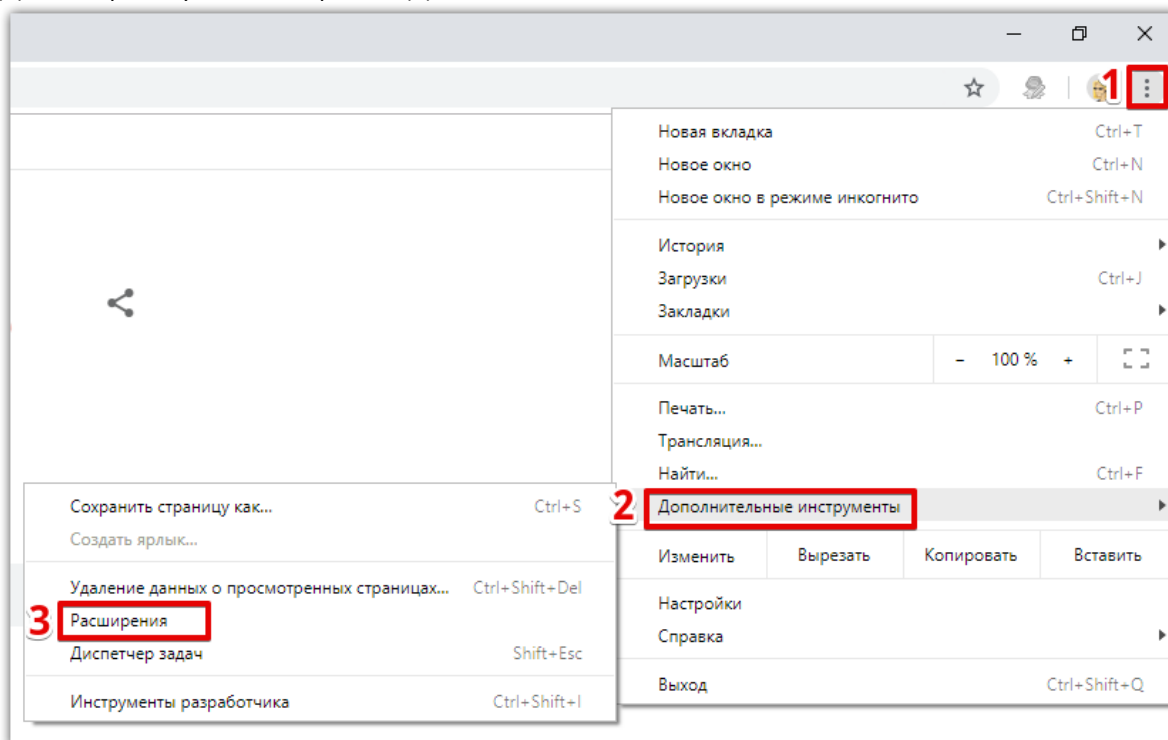 1
Новая вкладка Ctrl+T
Новое окно Ctrl+N
Новое окно в режиме инкогнито Ctrl+Shift+N
История
Загрузки Ctrl+J
Закладки
Масштаб - 100 % +
Печать... Ctrl+P
Трансляция...
Найти... Ctrl+F
2 Дополнительные инструменты
Изменить Вырезать Копировать Вставить
Настройки
Справка
Выход Ctrl+Shift+Q
Сохранить страницу как... Ctrl+S
Создать ярлык...
Удаление данных о просмотренных страницах... Ctrl+Shift+Del
3 Расширения
Диспетчер задач Shift+Esc
Инструменты разработчика Ctrl+Shift+I